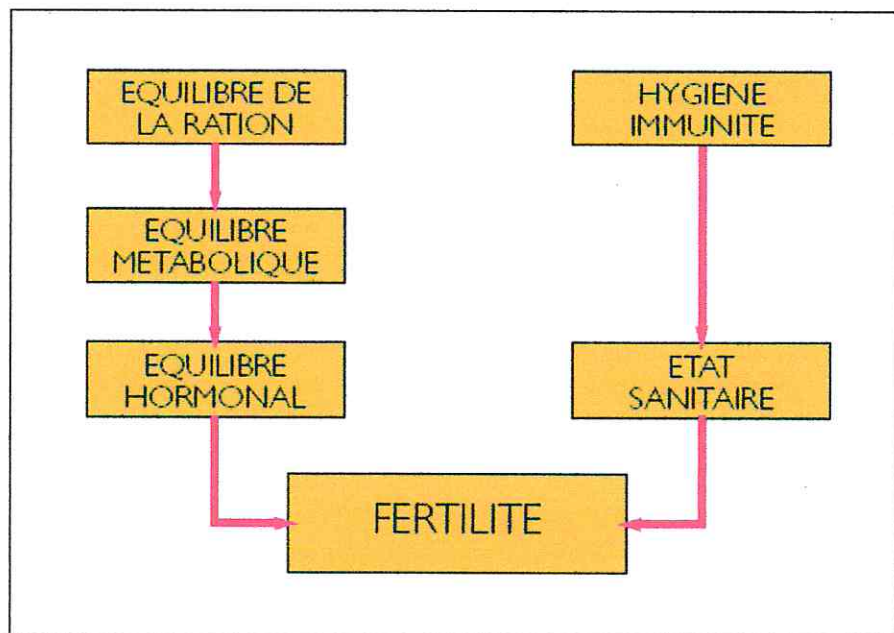 EQUILIBRE DE
LA RATION
HYGIENE
IMMUNITE
EQUILIBRE
METABOLIQUE
EQUILIBRE
HORMONAL
ETAT
SANITAIRE
FERTILITE